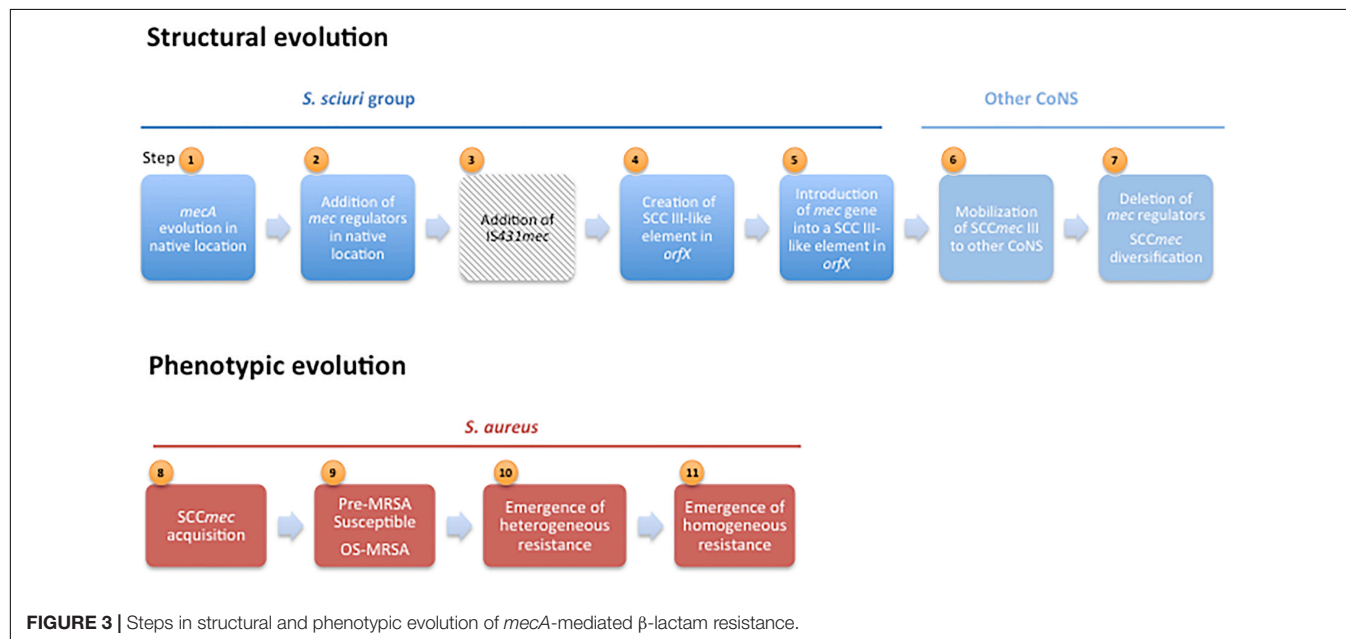 Structural evolution
S. sciuri group
Other CoNS
Step 1
2
3
4
5
6
7
mecA
evolution in
native location
Addition of
mec regulators
in native
location
Addition of
IS431mec
Creation of
SCC III-like
element in
orfX
Introduction
of mec gene
into a SCC III-
like element in
orfX
Mobilization
of SCCmec III
to other CoNS
Deletion of
mec regulators
SCCmec
diversification
Phenotypic evolution
S. aureus
8
9
10
11
SCCmec
acquisition
Pre-MRSA
Susceptible
OS-MRSA
Emergence of
heterogeneous
resistance
Emergence of
homogeneous
resistance
FIGURE 3 | Steps in structural and phenotypic evolution of mecA-mediated β-lactam resistance.